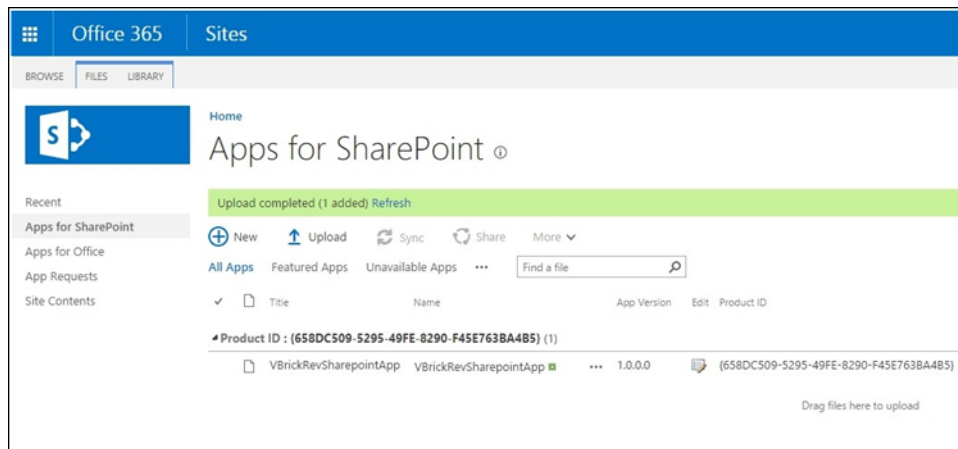 Office 365 Sites
BROWSE FILES LIBRARY
S
Home
Apps for SharePoint
Recent
Apps for SharePoint
Apps for Office
App Requests
Site Contents
Upload completed (1 added) Refresh
New Upload Sync Share More
All Apps Featured Apps Unavailable Apps ••• Find a file
Title Name App Version Edit Product ID
Product ID : {658DC509-5295-49FE-8290-F45E763BA4B5} (1)
VBrickRevSharepointApp VBrickRevSharepointApp ••• 1.0.0.0 {658DC509-5295-49FE-8290-F45E763BA4B5}
Drag files here to upload